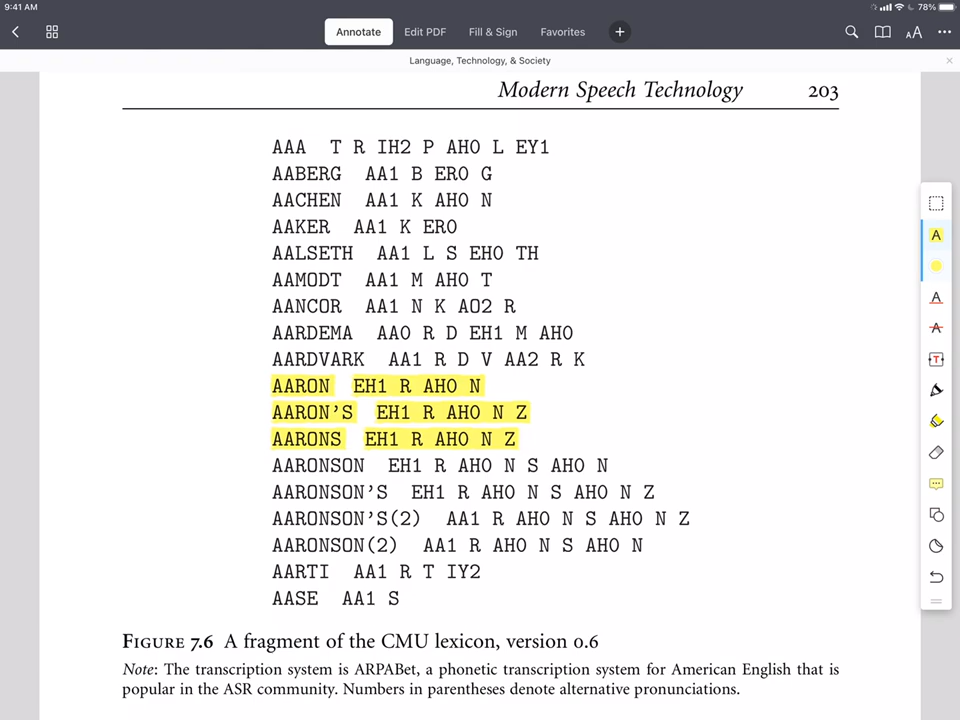 9:41 AM
78%
Annotate
Edit PDF
Fill & Sign
Favorites
AA
Language, Technology, & Society
Modern Speech Technology 203
AAA T R IH2 P AH0 L EY1
AABERG AA1 B ER0 G
AACHEN AA1 K AH0 N
AAKER AA1 K ER0
AALSETH AA1 L S EH0 TH
AAMODT AA1 M AH0 T
AANCOR AA1 N K AO2 R
AARDEMA AA0 R D EH1 M AH0
AARDVARK AA1 R D V AA2 R K
AARON EH1 R AH0 N
AARON'S EH1 R AH0 N Z
AARONS EH1 R AH0 N Z
AARONSON EH1 R AH0 N S AH0 N
AARONSON'S EH1 R AH0 N S AH0 N Z
AARONSON'S(2) AA1 R AH0 N S AH0 N Z
AARONSON(2) AA1 R AH0 N S AH0 N
AARTI AA1 R T IY2
AASE AA1 S
FIGURE 7.6 A fragment of the CMU lexicon, version 0.6
Note: The transcription system is ARPABet, a phonetic transcription system for American English that is
popular in the ASR community. Numbers in parentheses denote alternative pronunciations.
A
A
A
T